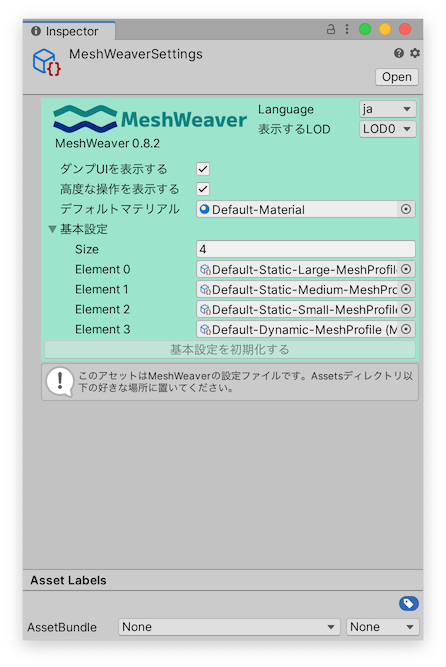 Inspector
MeshWeaverSettings
Open
MeshWeaver
Language ja
表示するLOD LOD0
MeshWeaver 0.8.2
ダンプUIを表示する
高度な操作を表示する
デフォルトマテリアル Default-Material
基本設定
Size 4
Element 0 Default-Static-Large-MeshProfile
Element 1 Default-Static-Medium-MeshPro
Element 2 Default-Static-Small-MeshProfile
Element 3 Default-Dynamic-MeshProfile (M
基本設定を初期化する
このアセットはMeshWeaverの設定ファイルです。Assetsディレクトリ以
下の好きな場所に置いてください。
Asset Labels
AssetBundle None None